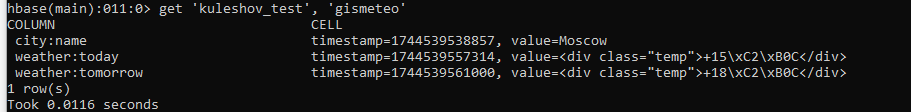 hbase(main):011:0> get 'kuleshov_test', 'gismeteo'
COLUMN CELL
city:name timestamp=1744539538857, value=Moscow
weather:today timestamp=1744539557314, value=<div class="temp">+15\xC2\xB0C</div>
weather:tomorrow timestamp=1744539561000, value=<div class="temp">+18\xC2\xB0C</div>
1 row(s)
Took 0.0116 seconds